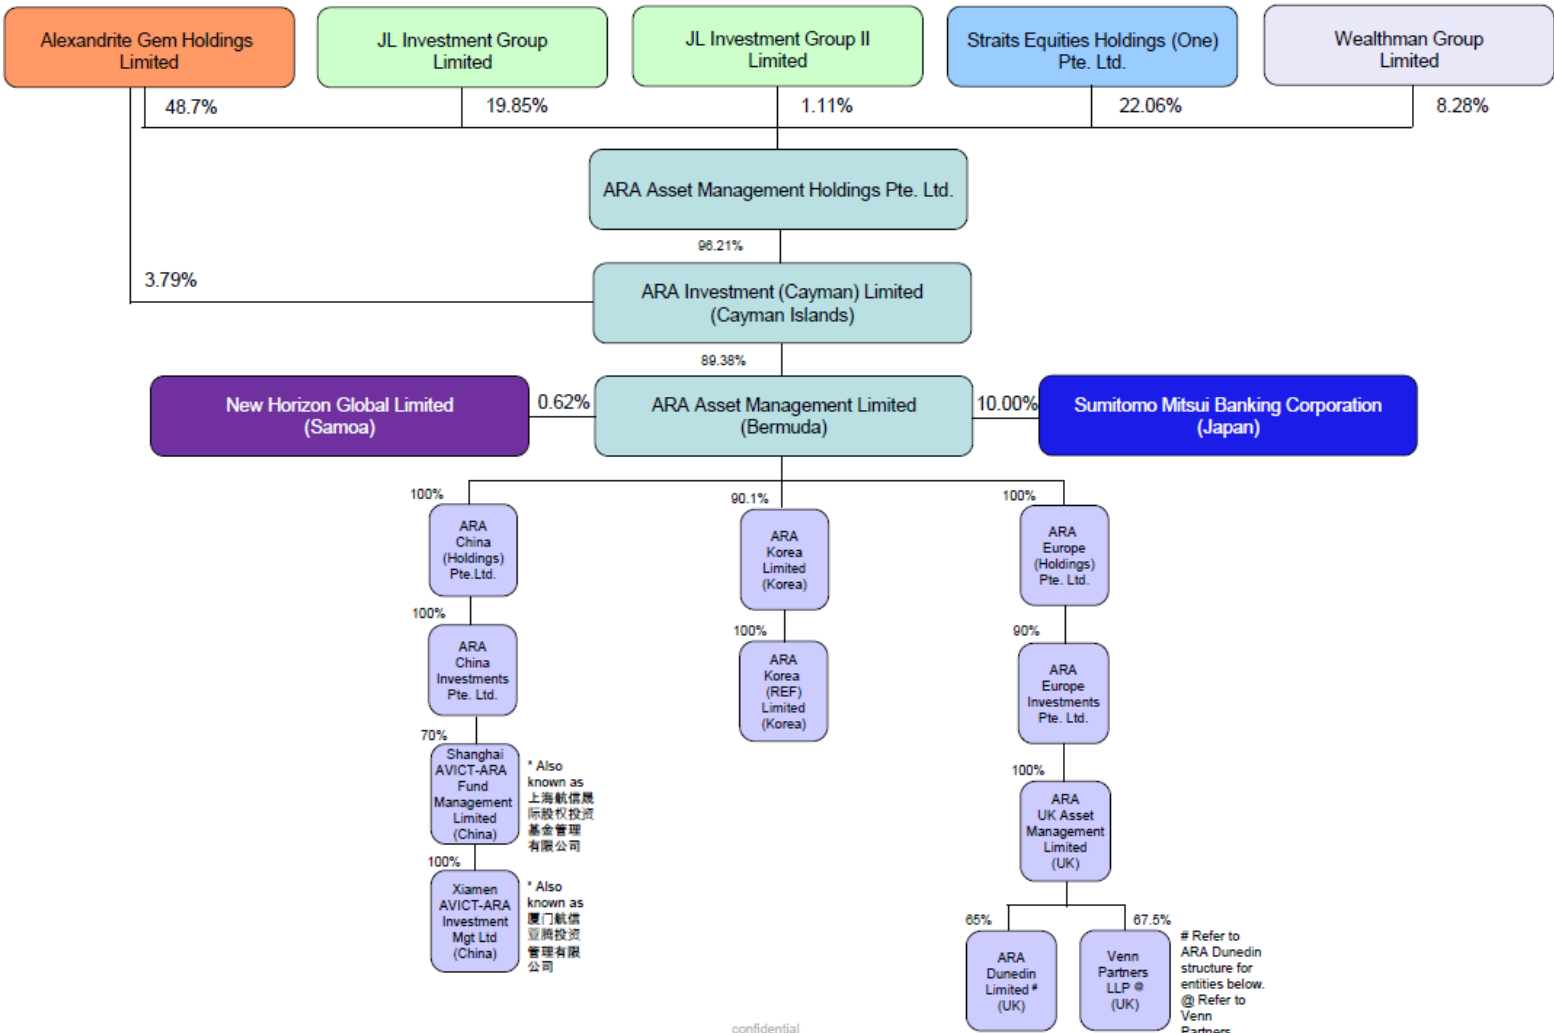 Alexandrite Gem Holdings
Limited
JL Investment Group
Limited
JL Investment Group II
Limited
Straits Equities Holdings (One)
Pte. Ltd.
Wealthman Group
Limited
48.7%
19.85%
1.11%
22.06%
8.28%
ARA Asset Management Holdings Pte. Ltd.
96.21%
3.79%
ARA Investment (Cayman) Limited
(Cayman Islands)
89.38%
New Horizon Global Limited
(Samoa)
0.62%
ARA Asset Management Limited
(Bermuda)
10.00%
Sumitomo Mitsui Banking Corporation
(Japan)
100%
ARA
China
(Holdings)
Pte.Ltd.
100%
ARA
China
Investments
Pte. Ltd.
70%
Shanghai
AVICT-ARA
Fund
Management
Limited
(China)
* Also
known as
上海航信晟
际股权投资
基金管理
有限公司
100%
Xiamen
AVICT-ARA
Investment
Mgt Ltd
(China)
* Also
known as
厦门航信
亚腾投资
管理有限
公司
90.1%
ARA
Korea
Limited
(Korea)
100%
ARA
Korea
(REF)
Limited
(Korea)
100%
ARA
Europe
(Holdings)
Pte. Ltd.
90%
ARA
Europe
Investments
Pte. Ltd.
100%
ARA
UK Asset
Management
Limited
(UK)
65%
ARA
Dunedin
Limited #
(UK)
67.5%
Venn
Partners
LLP @
(UK)
# Refer to
ARA Dunedin
structure for
entities below.
@ Refer to
Venn
Partners
confidential